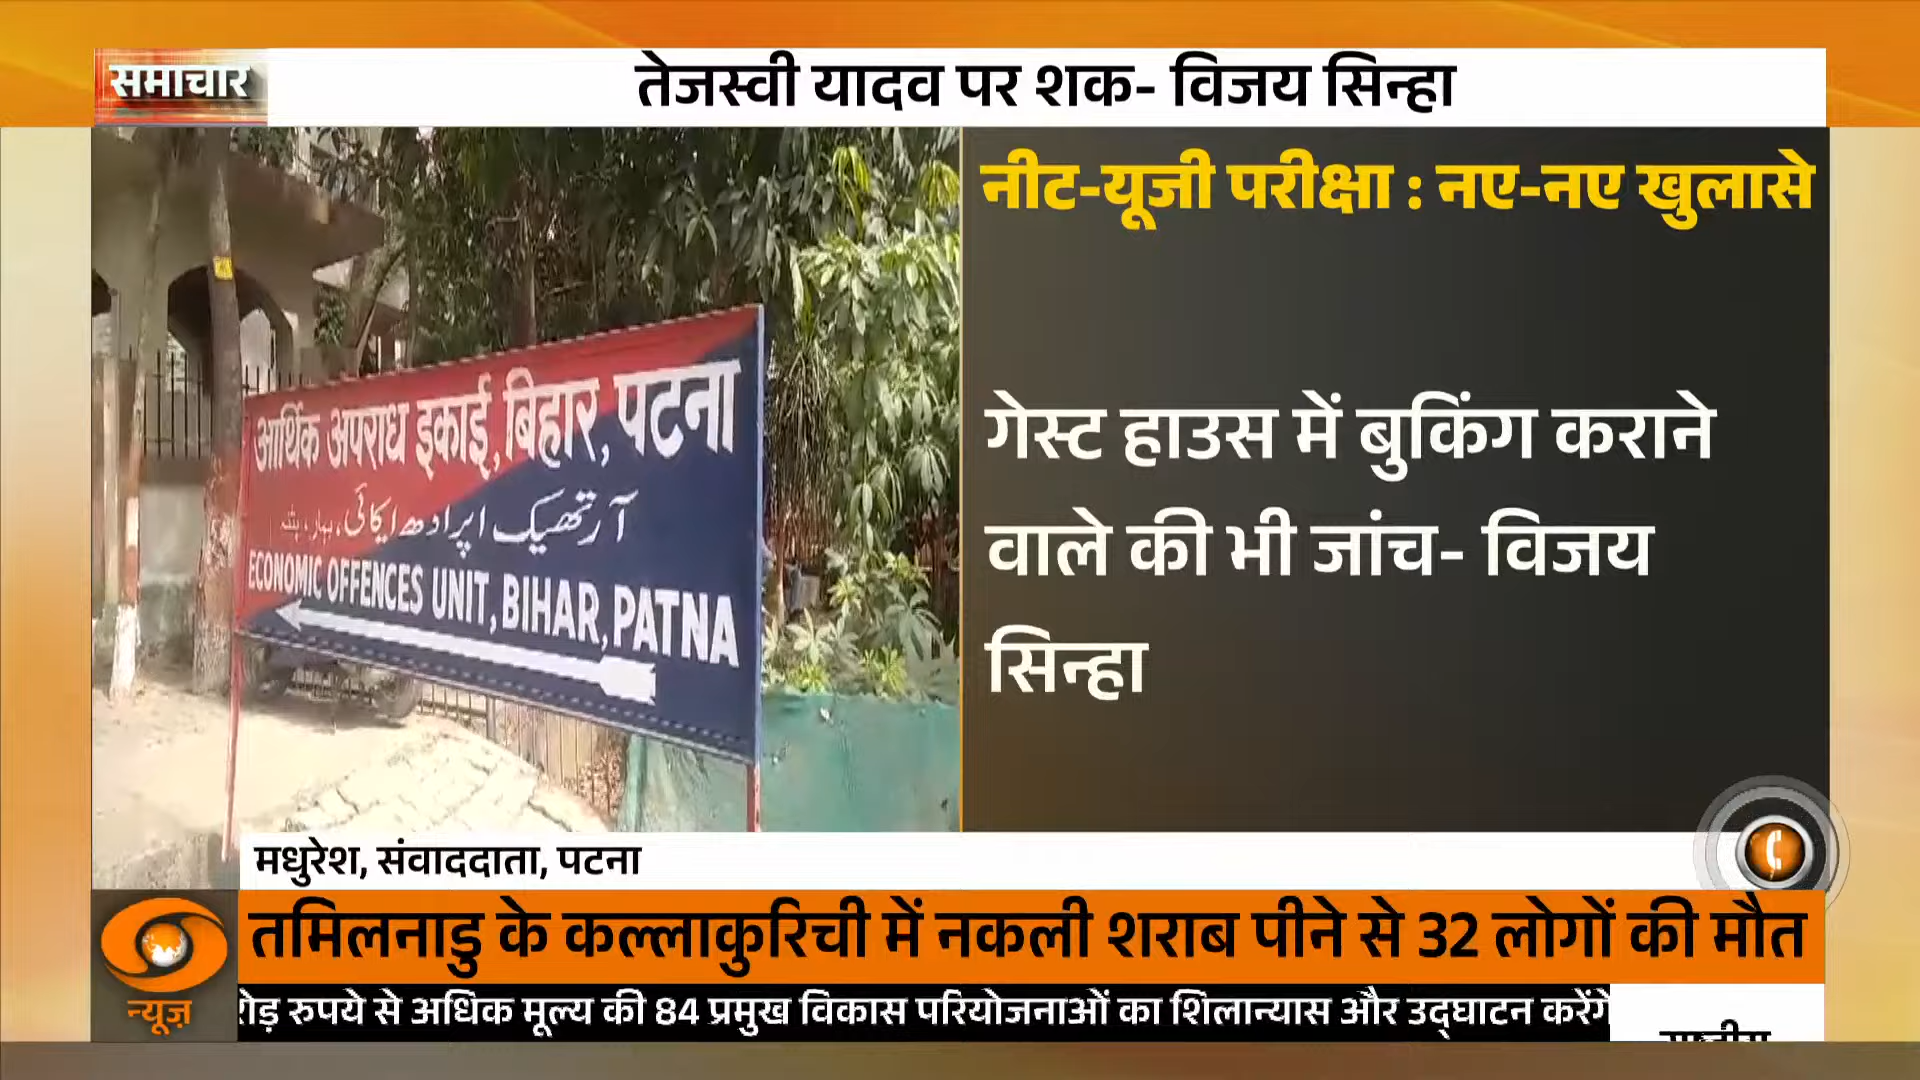 समाचार
तेजस्वी यादव पर शक- विजय सिन्हा
नीट-यूजी परीक्षा : नए-नए खुलासे
गेस्ट हाउस में बुकिंग कराने
वाले की भी जांच- विजय
सिन्हा
आर्थिक अपराध इकाई, बिहार, पटना
آرتھیک اپرادھ ایکائی، بہار، پٹنہ
ECONOMIC OFFENCES UNIT, BIHAR, PATNA
मधुरेश, संवाददाता, पटना
तमिलनाडु के कल्लाकुरिची में नकली शराब पीने से 32 लोगों की मौत
न्यूज़
रुपये से अधिक मूल्य की 84 प्रमुख विकास परियोजनाओं का शिलान्यास और उद्घाटन करेंगे